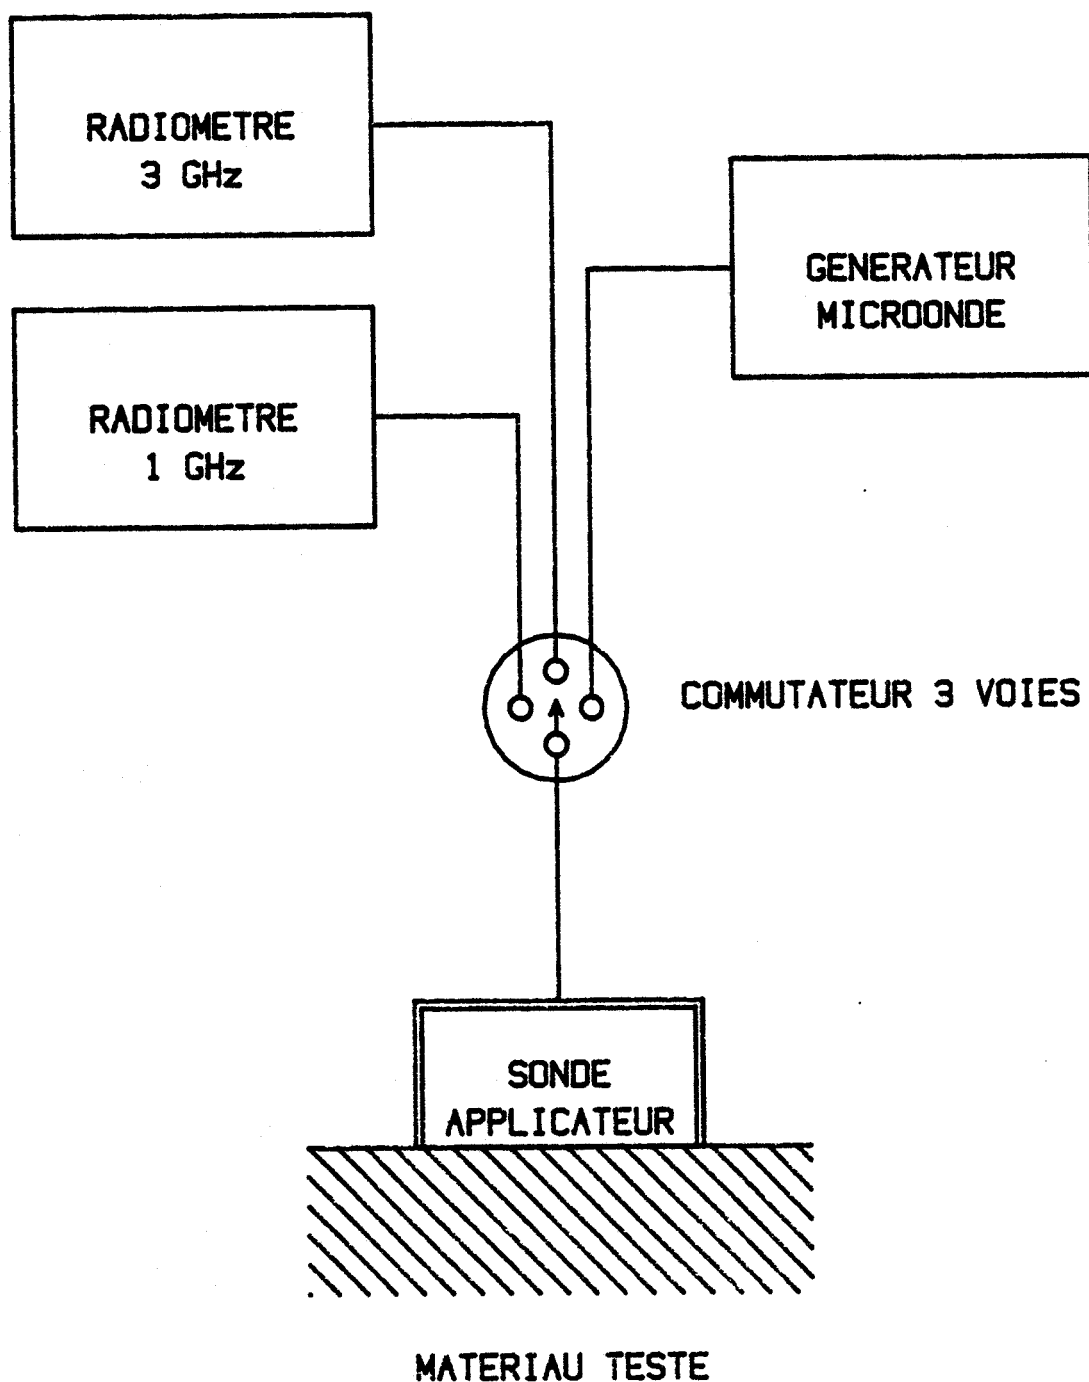 RADIOMETRE
3 GHz
GENERATEUR
MICROONDE
RADIOMETRE
1 GHz
COMMUTATEUR 3 VOIES
SONDE
APPLICATEUR
MATERIAU TESTE